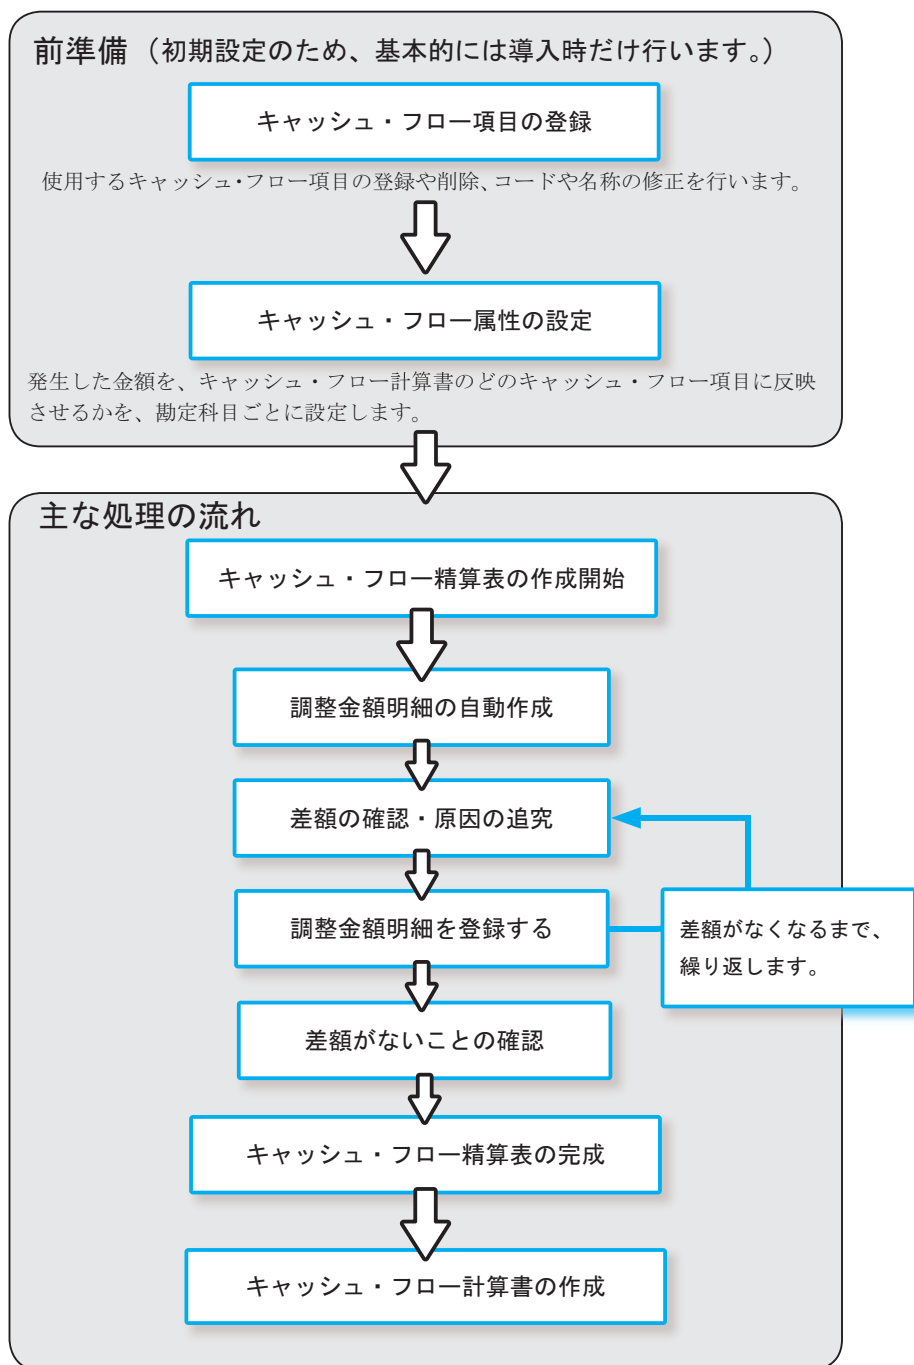 前準備（初期設定のため、基本的には導入時だけ行います。）
キャッシュ・フロー項目の登録
使用するキャッシュ・フロー項目の登録や削除、コードや名称の修正を行います。
キャッシュ・フロー属性の設定
発生した金額を、キャッシュ・フロー計算書のどのキャッシュ・フロー項目に反映
させるかを、勘定科目ごとに設定します。
主な処理の流れ
キャッシュ・フロー精算表の作成開始
調整金額明細の自動作成
差額の確認・原因の追究
調整金額明細を登録する
差額がなくなるまで、
繰り返します。
差額がないことの確認
キャッシュ・フロー精算表の完成
キャッシュ・フロー計算書の作成